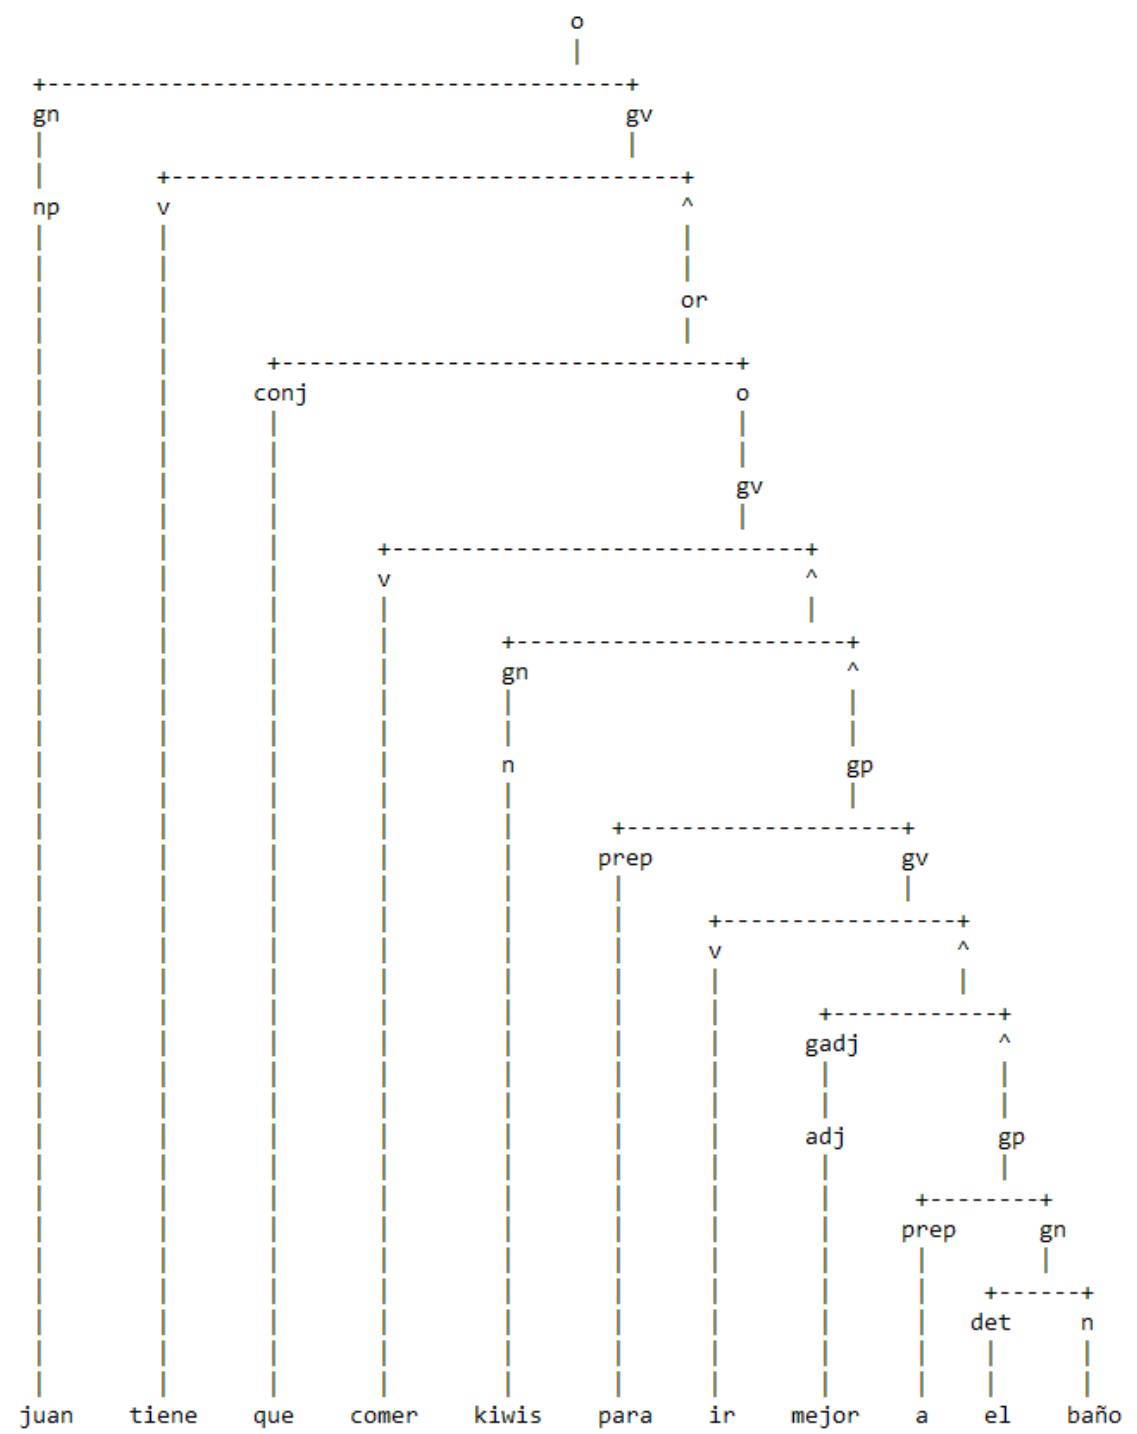 o
gn gv
np v ^
or
conj o
gv
v ^
gn ^
n gp
prep gv
v ^
gadj ^
adj gp
prep gn
det n
juan tiene que comer kiwis para ir mejor a el baño